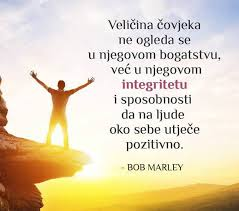 Veličina čovjeka
ne ogleda se
u njegovom bogatstvu,
već u njegovom
integritetu
i sposobnosti
da na ljude
oko sebe utječe
pozitivno.
- BOB MARLEY